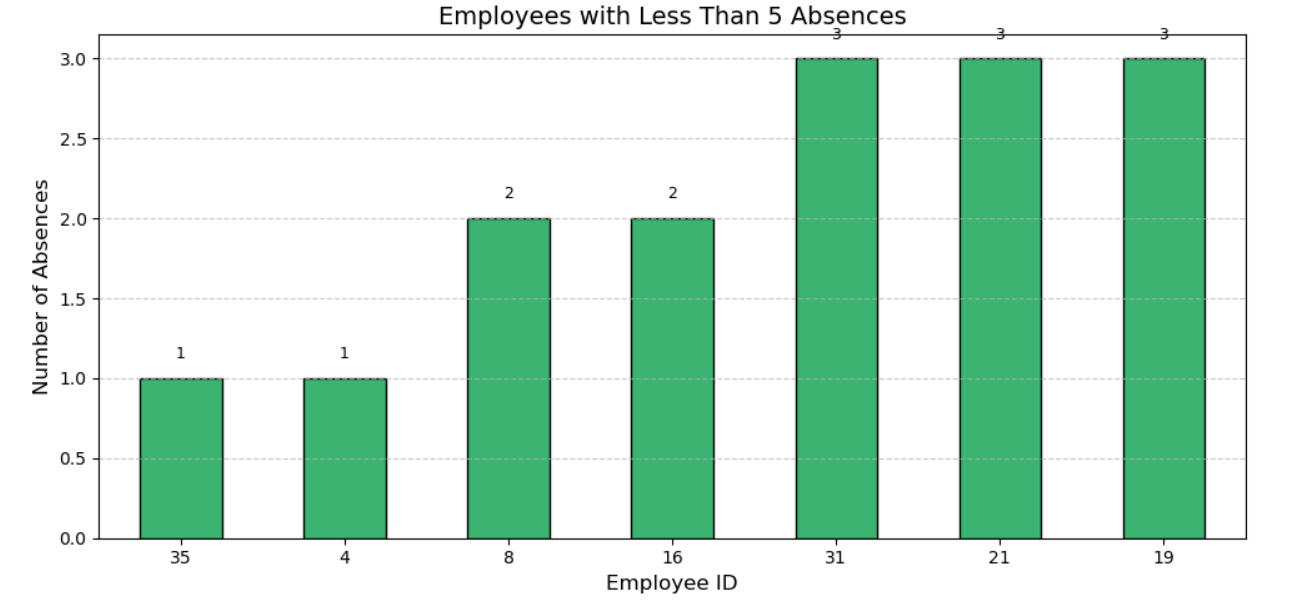 Employees with Less Than 5 Absences
3 3 3
3.0
2.5
2 2
2.0
1.5
1 1
1.0
0.5
0.0
35 4 8 16 31 21 19
Number of Absences
Employee ID